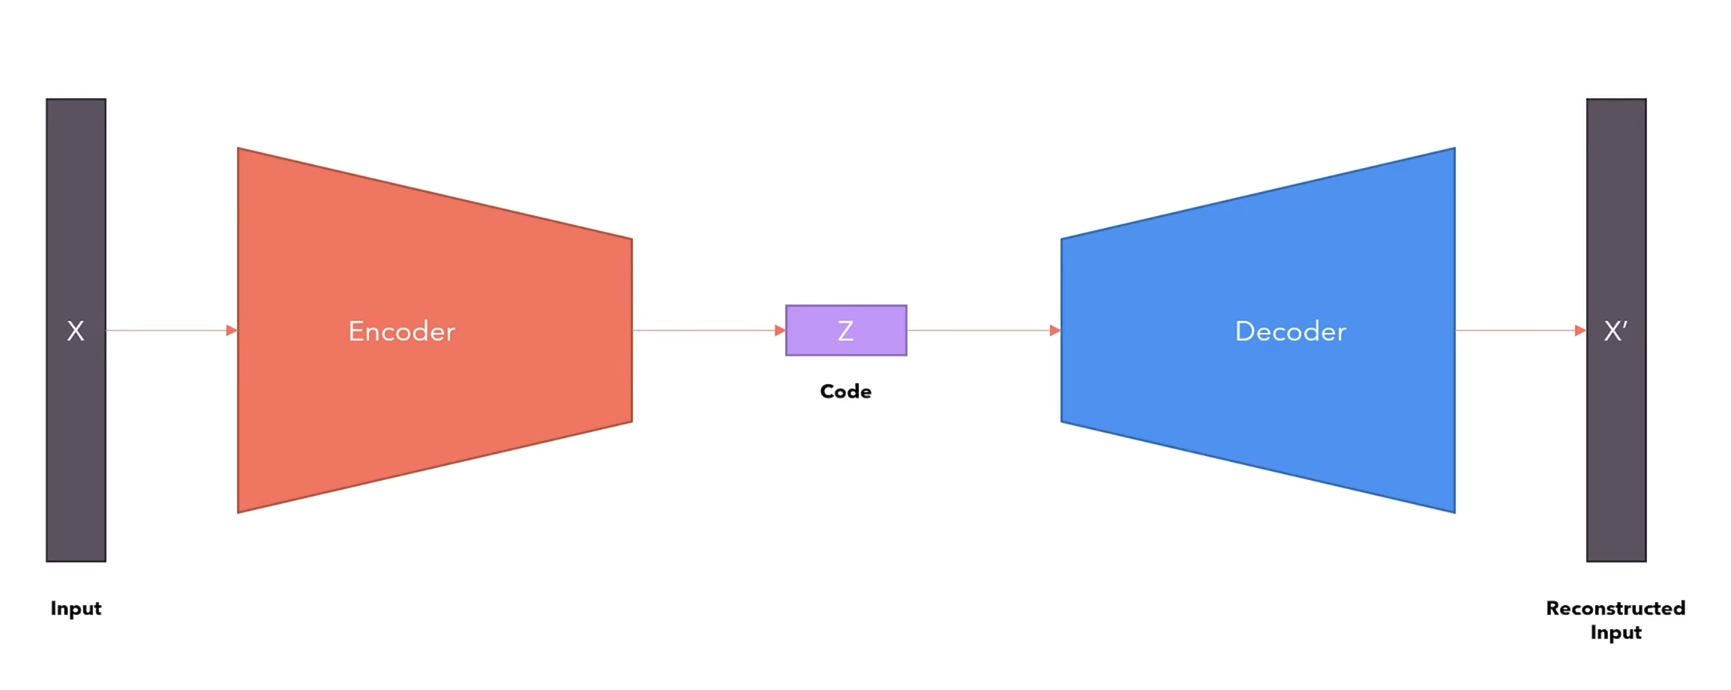 X
Encoder
Z
Code
Decoder
X′
Input
Reconstructed
Input